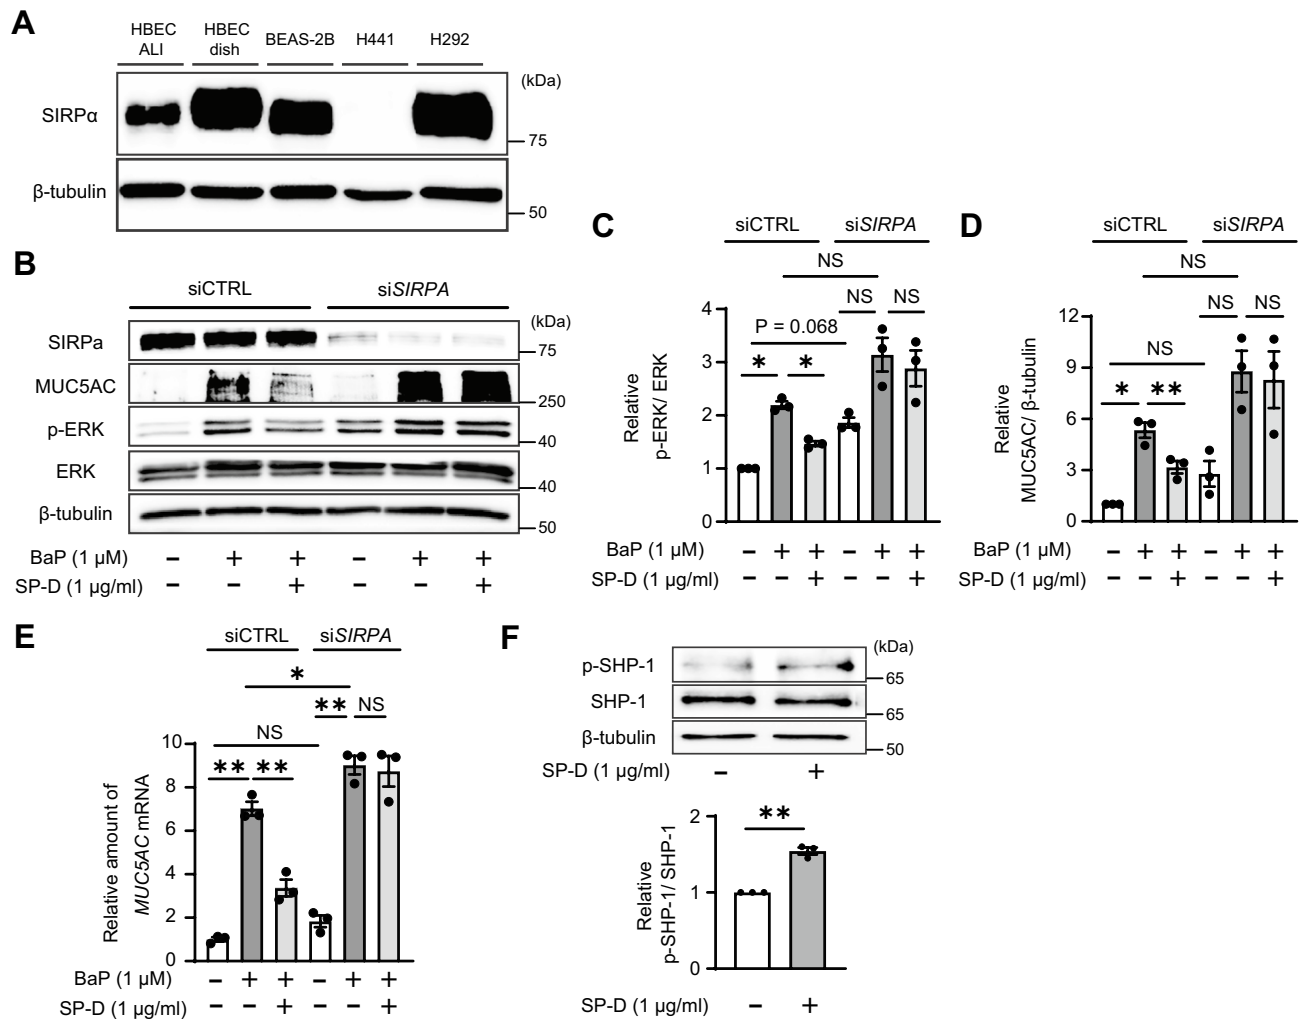 A
HBEC ALI
HBEC dish
BEAS-2B
H441
H292
(kDa)
SIRPα
75
β-tubulin
50
B
siCTRL
siSIRPA
(kDa)
SIRPa
75
MUC5AC
250
p-ERK
40
ERK
40
β-tubulin
50
BaP (1 μM) − + + − + +
SP-D (1 μg/ml) − − + − − +
C
siCTRL
siSIRPA
NS
NS NS
P = 0.068
* *
Relative
p-ERK/ ERK
4
3
2
1
0
BaP (1 μM) − + + − + +
SP-D (1 μg/ml) − − + − − +
D
siCTRL
siSIRPA
NS
NS NS
NS
* **
Relative
MUC5AC/ β-tubulin
12
9
6
3
0
BaP (1 μM) − + + − + +
SP-D (1 μg/ml) − − + − − +
E
siCTRL
siSIRPA
*
** NS
NS
** **
Relative amount of
MUC5AC mRNA
10
8
6
4
2
0
BaP (1 μM) − + + − + +
SP-D (1 μg/ml) − − + − − +
F
(kDa)
p-SHP-1
65
SHP-1
65
β-tubulin
50
SP-D (1 μg/ml) − +
**
Relative
p-SHP-1/ SHP-1
2
1
0
SP-D (1 μg/ml) − +